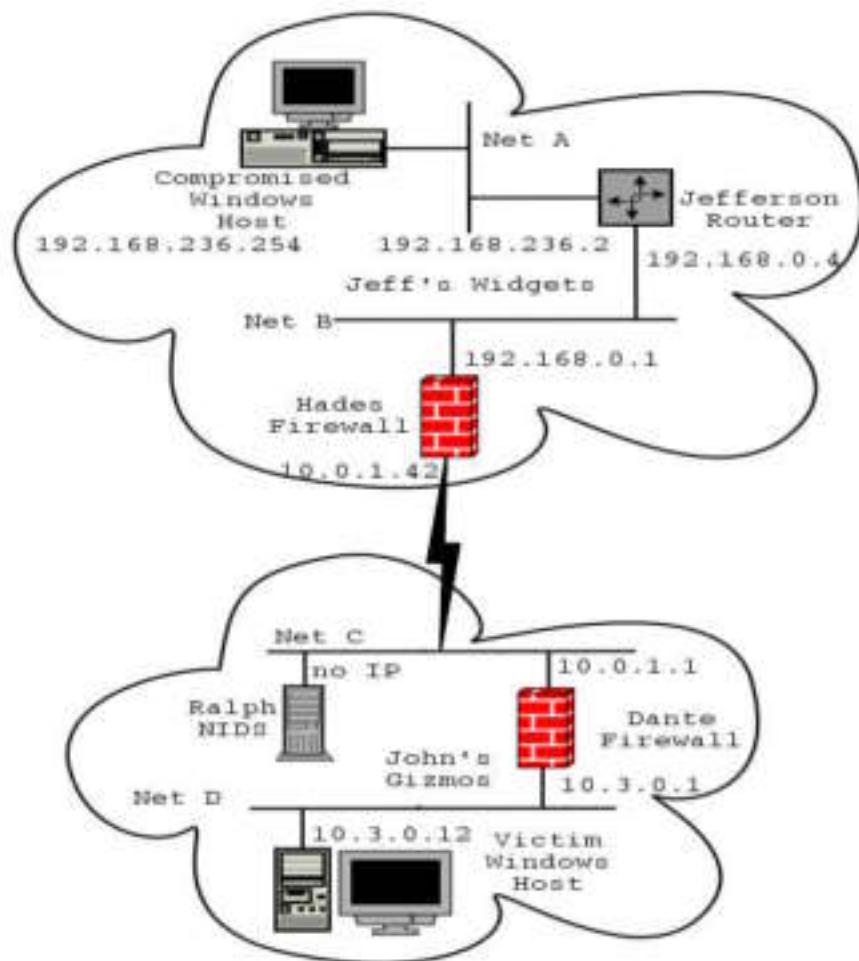 Net A
Compromised
Windows
Host
192.168.236.254
Jefferson
Router
192.168.236.2
192.168.0.4
Jeff's Widgets
Net B
192.168.0.1
Hades
Firewall
10.0.1.42
Net C
no IP
10.0.1.1
Ralph
NIDS
Dante
Firewall
John's
Gizmos
10.3.0.1
Net D
10.3.0.12
Victim
Windows
Host